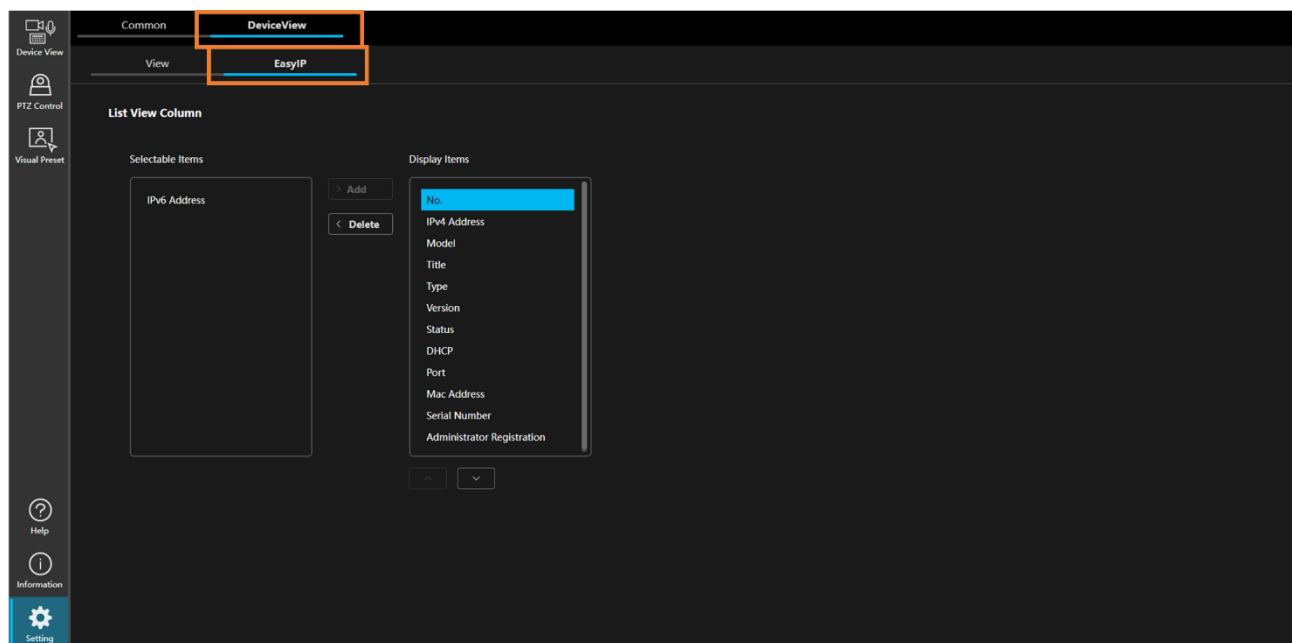 Device View
PTZ Control
Visual Preset
Help
Information
Setting
Common
DeviceView
View
EasyIP
List View Column
Selectable Items
IPv6 Address
> Add
< Delete
Display Items
No.
IPv4 Address
Model
Title
Type
Version
Status
DHCP
Port
Mac Address
Serial Number
Administrator Registration